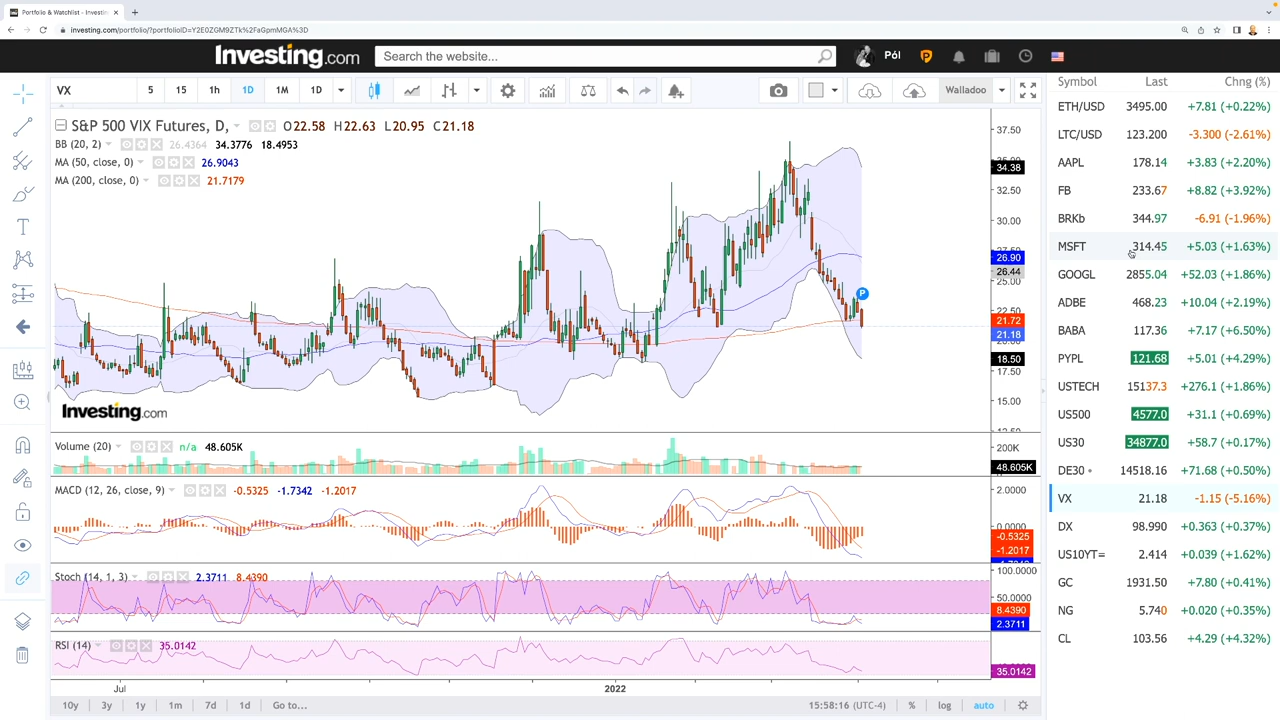 Portfolio & Watchlist - Investin
investing.com/portfolio/?portfolioID=Y2E0ZGM9ZTk%2FaGpmMGA%3D
Investing.com
Search the website...
Pól
VX 5 15 1h 1D 1M 1D
Walladoo
S&P 500 VIX Futures, D, O22.58 H22.63 L20.95 C21.18
BB (20, 2) 26.4364 34.3776 18.4953
MA (50, close, 0) 26.9043
MA (200, close, 0) 21.7179
37.50
34.38
32.50
30.00
26.90
26.44
25.00
22.50
21.72
21.18
20.00
18.50
17.50
15.00
12.50
Investing.com
Volume (20) n/a 48.605K
200K
48.605K
MACD (12, 26, close, 9) -0.5325 -1.7342 -1.2017
2.0000
0.0000
-0.5325
-1.2017
Stoch (14, 1, 3) 2.3711 8.4390
100.0000
50.0000
8.4390
2.3711
RSI (14) 35.0142
35.0142
Jul 2022
10y 3y 1y 1m 7d 1d Go to... 15:58:16 (UTC-4) % log auto
Symbol Last Chng (%)
ETH/USD 3495.00 +7.81 (+0.22%)
LTC/USD 123.200 -3.300 (-2.61%)
AAPL 178.14 +3.83 (+2.20%)
FB 233.67 +8.82 (+3.92%)
BRKb 344.97 -6.91 (-1.96%)
MSFT 314.45 +5.03 (+1.63%)
GOOGL 2855.04 +52.03 (+1.86%)
ADBE 468.23 +10.04 (+2.19%)
BABA 117.36 +7.17 (+6.50%)
PYPL 121.68 +5.01 (+4.29%)
USTECH 15137.3 +276.1 (+1.86%)
US500 4577.0 +31.1 (+0.69%)
US30 34877.0 +58.7 (+0.17%)
DE30 14518.16 +71.68 (+0.50%)
VX 21.18 -1.15 (-5.16%)
DX 98.990 +0.363 (+0.37%)
US10YT= 2.414 +0.039 (+1.62%)
GC 1931.50 +7.80 (+0.41%)
NG 5.740 +0.020 (+0.35%)
CL 103.56 +4.29 (+4.32%)